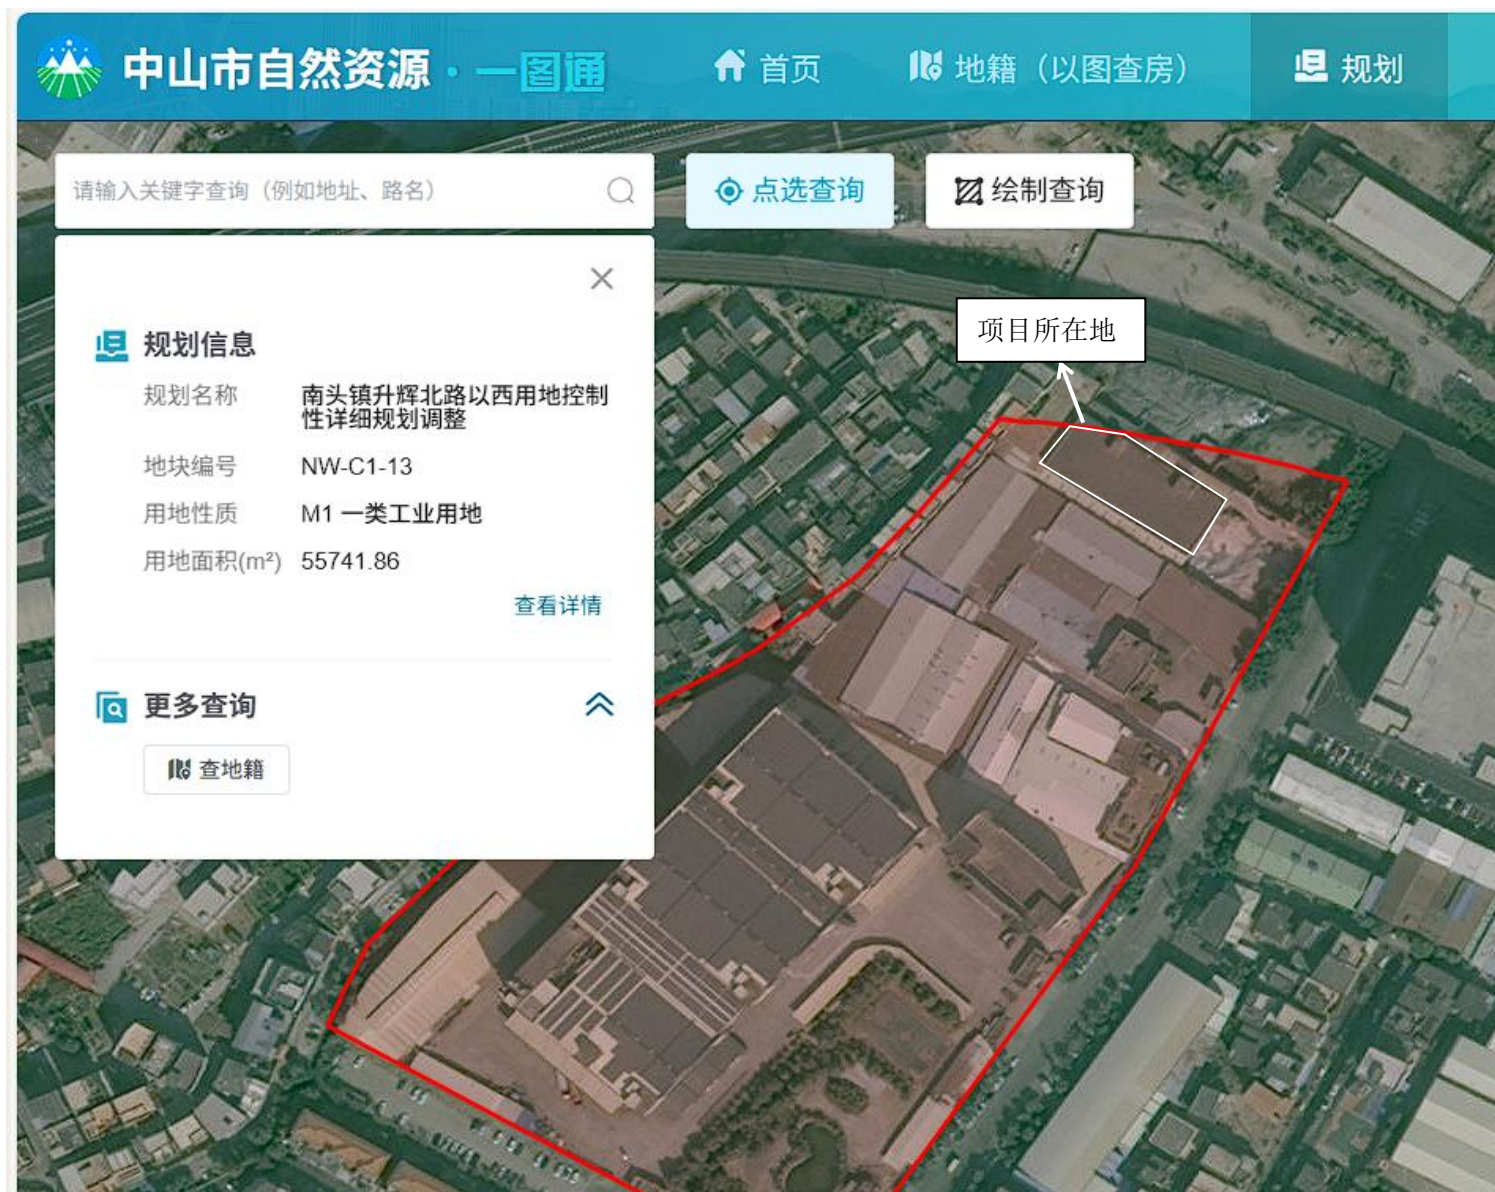 中山市自然资源·一图通
首页
地籍（以图查房）
规划
请输入关键字查询（例如地址、路名）
点选查询
绘制查询
项目所在地
规划信息
规划名称 南头镇升辉北路以西用地控制
性详细规划调整
地块编号 NW-C1-13
用地性质 M1 一类工业用地
用地面积(m²) 55741.86
查看详情
更多查询
查地籍